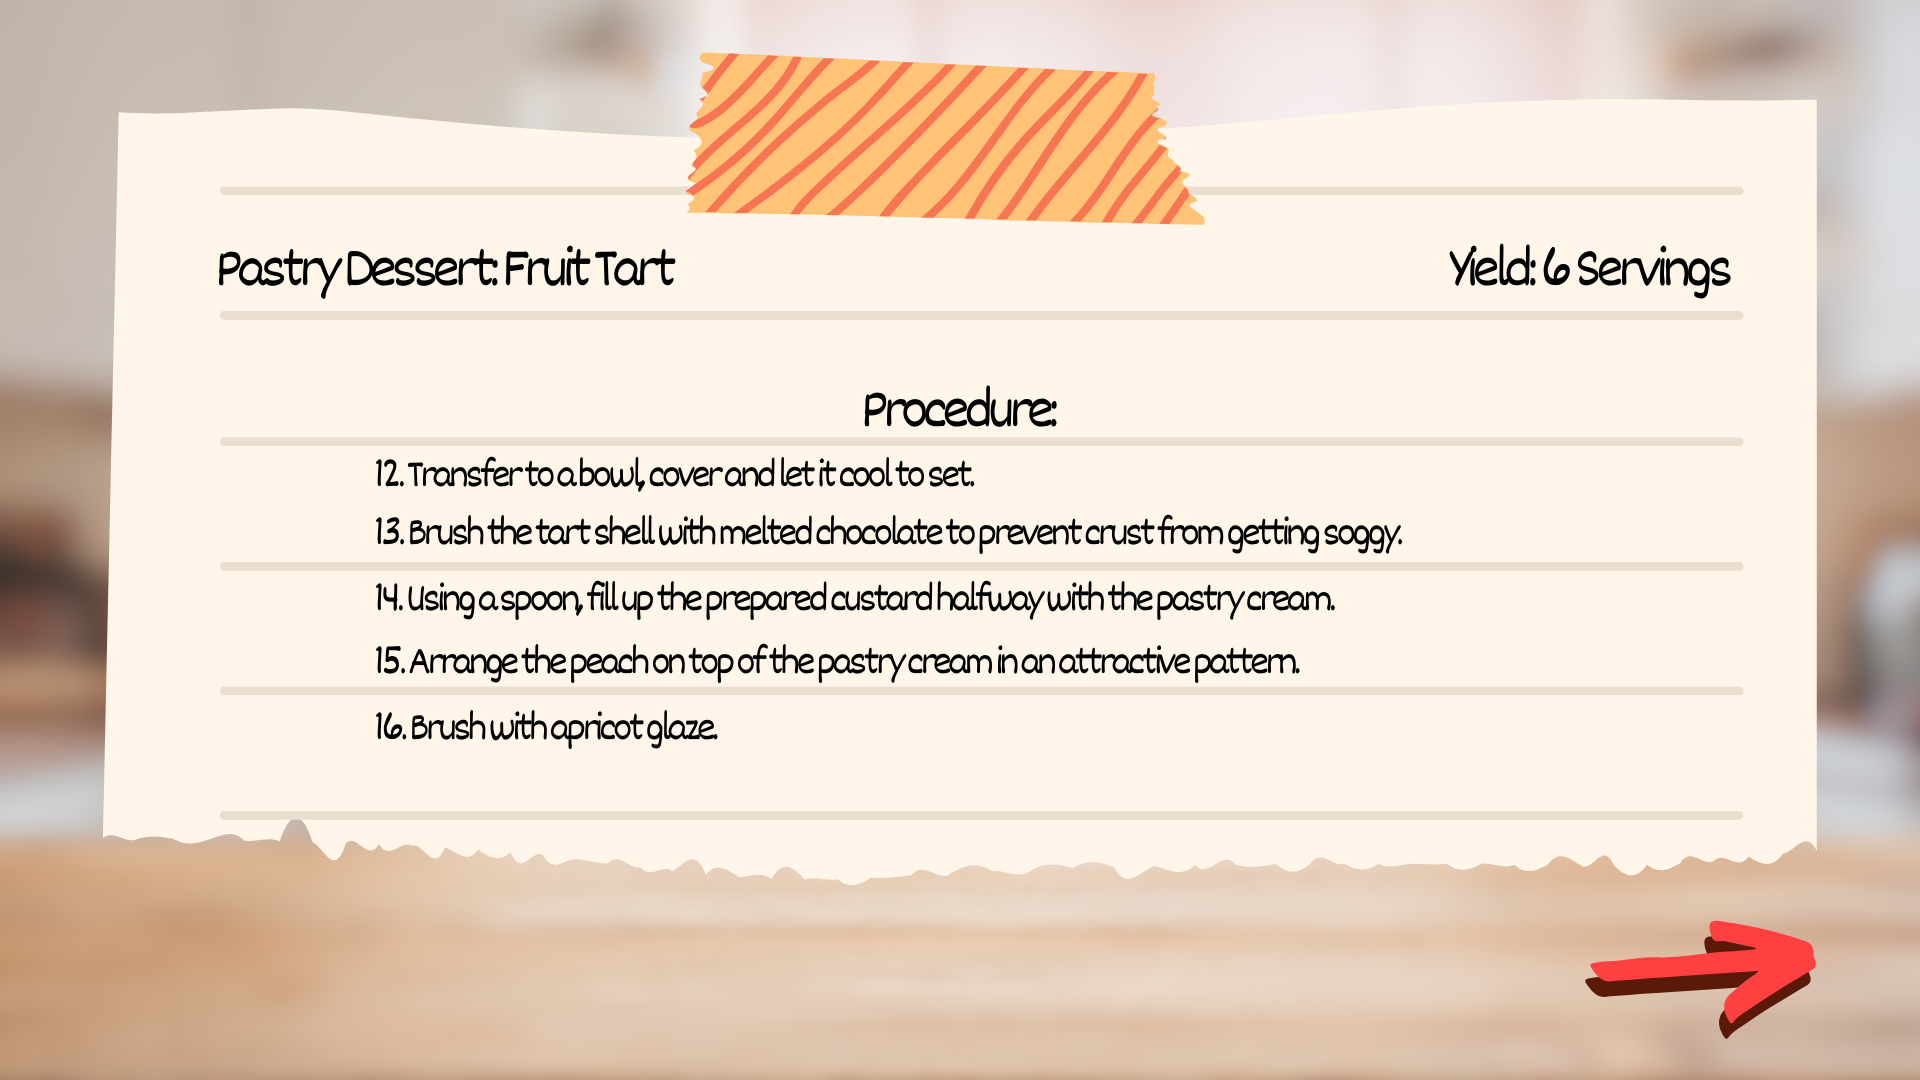 Pastry Dessert: Fruit Tart
Yield: 6 Servings
Procedure:
12. Transfer to a bowl, cover and let it cool to set.
13. Brush the tart shell with melted chocolate to prevent crust from getting soggy.
14. Using a spoon, fill up the prepared custard halfway with the pastry cream.
15. Arrange the peach on top of the pastry cream in an attractive pattern.
16. Brush with apricot glaze.